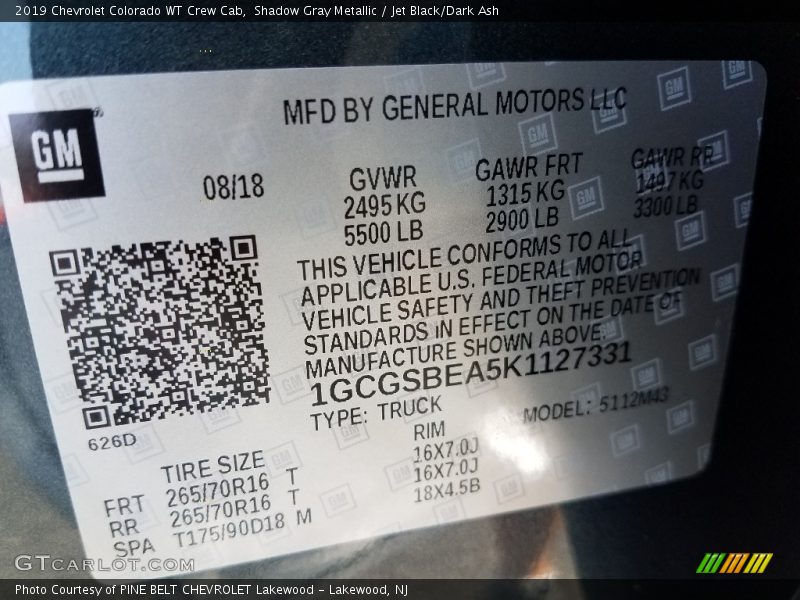 2019 Chevrolet Colorado WT Crew Cab, Shadow Gray Metallic / Jet Black/Dark Ash
MFD BY GENERAL MOTORS LLC
GM
08/18
GVWR
2495 KG
5500 LB
GAWR FRT
1315 KG
2900 LB
GAWR RR
1497 KG
3300 LB
THIS VEHICLE CONFORMS TO ALL
APPLICABLE U.S. FEDERAL MOTOR
VEHICLE SAFETY AND THEFT PREVENTION
STANDARDS IN EFFECT ON THE DATE OF
MANUFACTURE SHOWN ABOVE.
1GCGSBEA5K1127331
TYPE: TRUCK
MODEL: 5112M43
626D
TIRE SIZE
RIM
FRT 265/70R16 T 16X7.0J
RR 265/70R16 T 16X7.0J
SPA T175/90D18 M 18X4.5B
GTCARLOT.COM
Photo Courtesy of PINE BELT CHEVROLET Lakewood - Lakewood, NJ